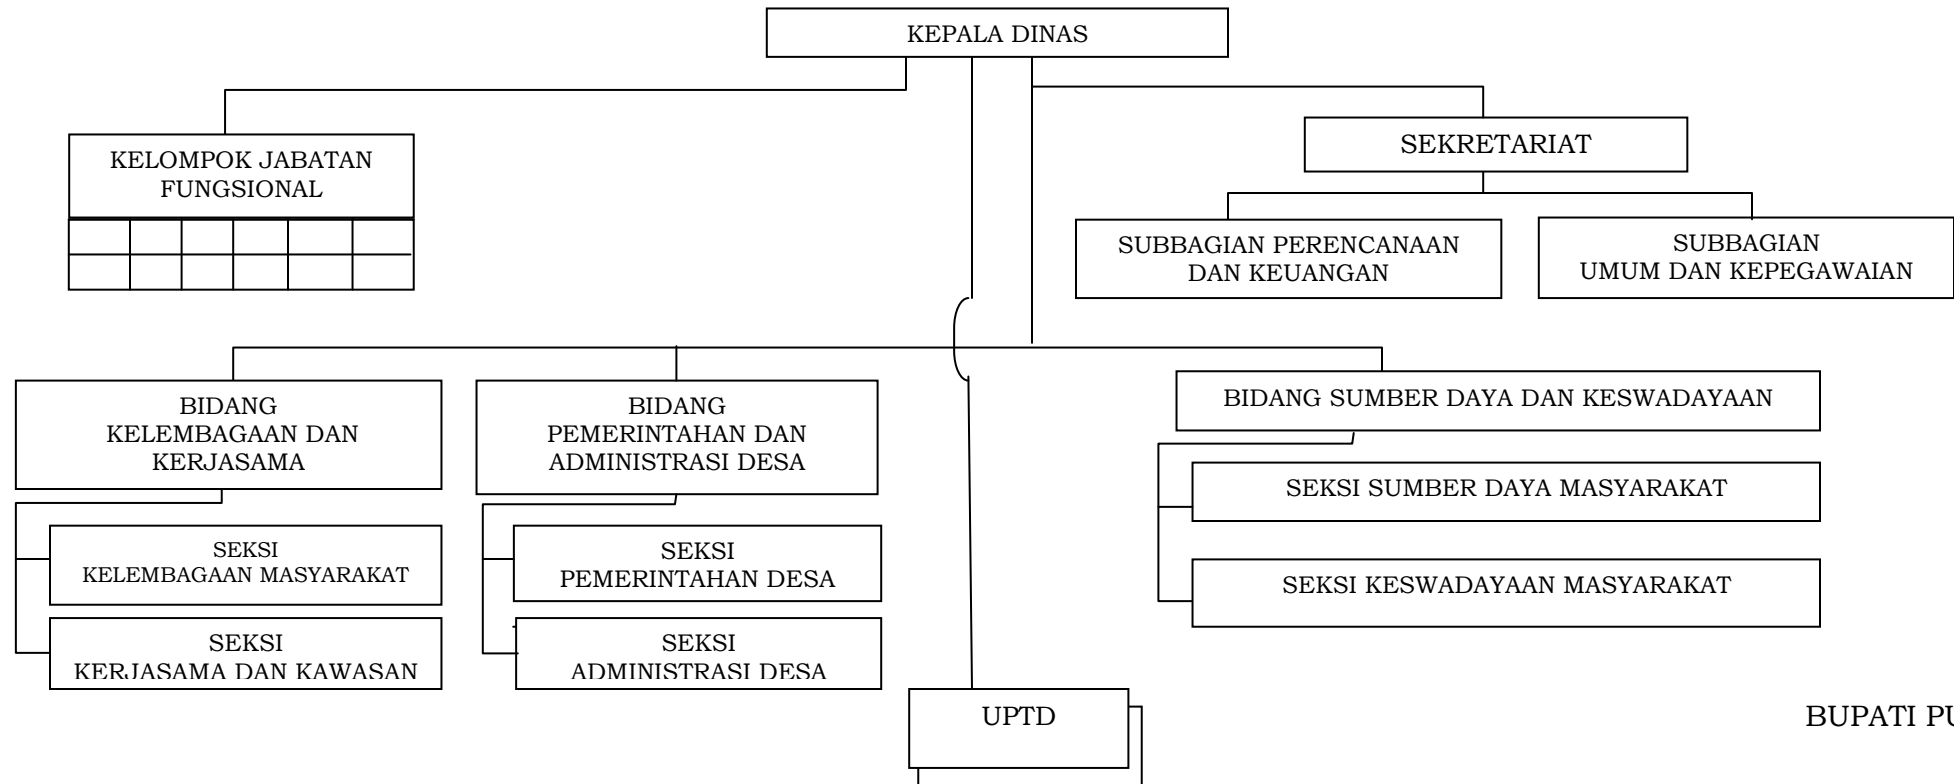 KEPALA DINAS
KELOMPOK JABATAN
FUNGSIONAL
SEKRETARIAT
SUBBAGIAN PERENCANAAN
DAN KEUANGAN
SUBBAGIAN
UMUM DAN KEPEGAWAIAN
BIDANG
KELEMBAGAAN DAN
KERJASAMA
BIDANG
PEMERINTAHAN DAN
ADMINISTRASI DESA
BIDANG SUMBER DAYA DAN KESWADAYAAN
SEKSI
KELEMBAGAAN MASYARAKAT
SEKSI
KERJASAMA DAN KAWASAN
SEKSI
PEMERINTAHAN DESA
SEKSI
ADMINISTRASI DESA
SEKSI SUMBER DAYA MASYARAKAT
SEKSI KESWADAYAAN MASYARAKAT
UPTD
BUPATI